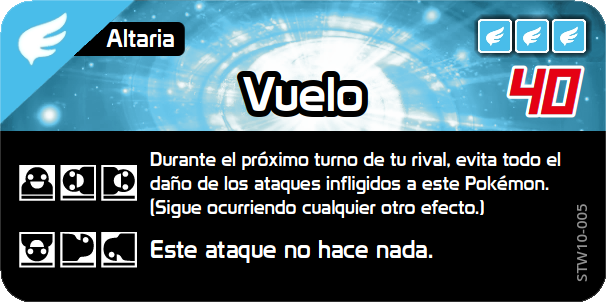 Altaria
Vuelo
40
Durante el próximo turno de tu rival, evita todo el
daño de los ataques infligidos a este Pokémon.
(Sigue ocurriendo cualquier otro efecto.)
Este ataque no hace nada.
STW10-005